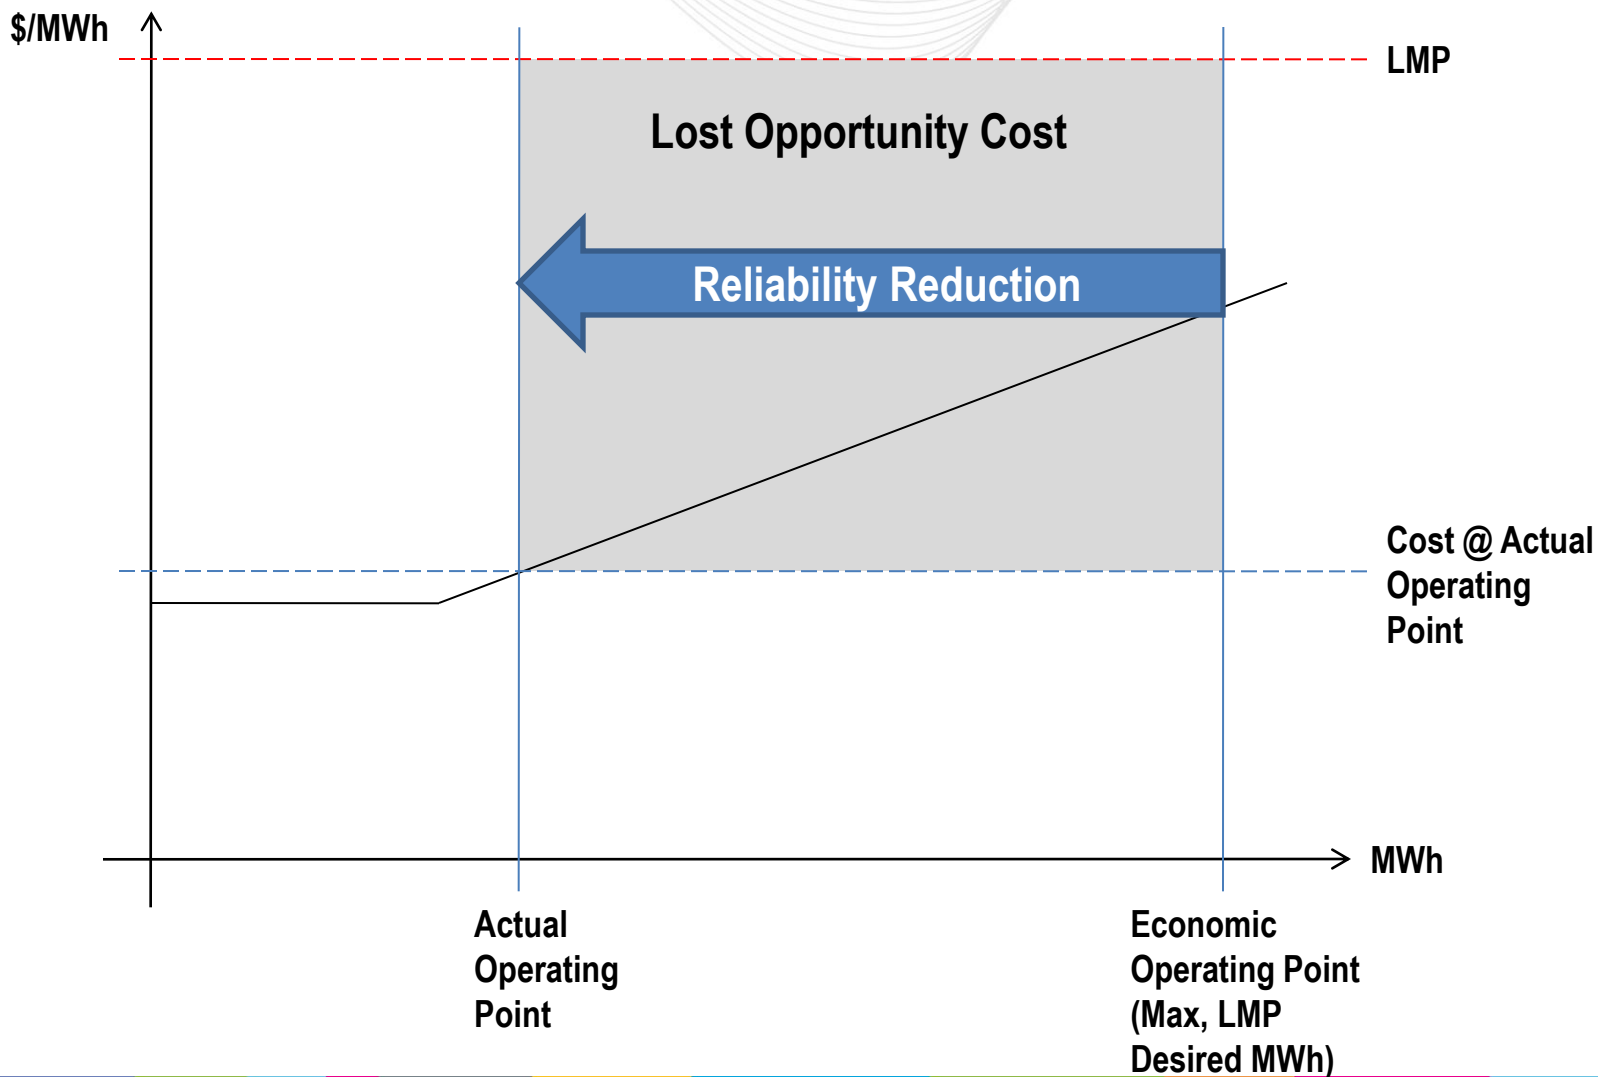 $/MWh
LMP
Lost Opportunity Cost
Reliability Reduction
Cost @ Actual
Operating
Point
MWh
Actual
Operating
Point
Economic
Operating Point
(Max, LMP
Desired MWh)